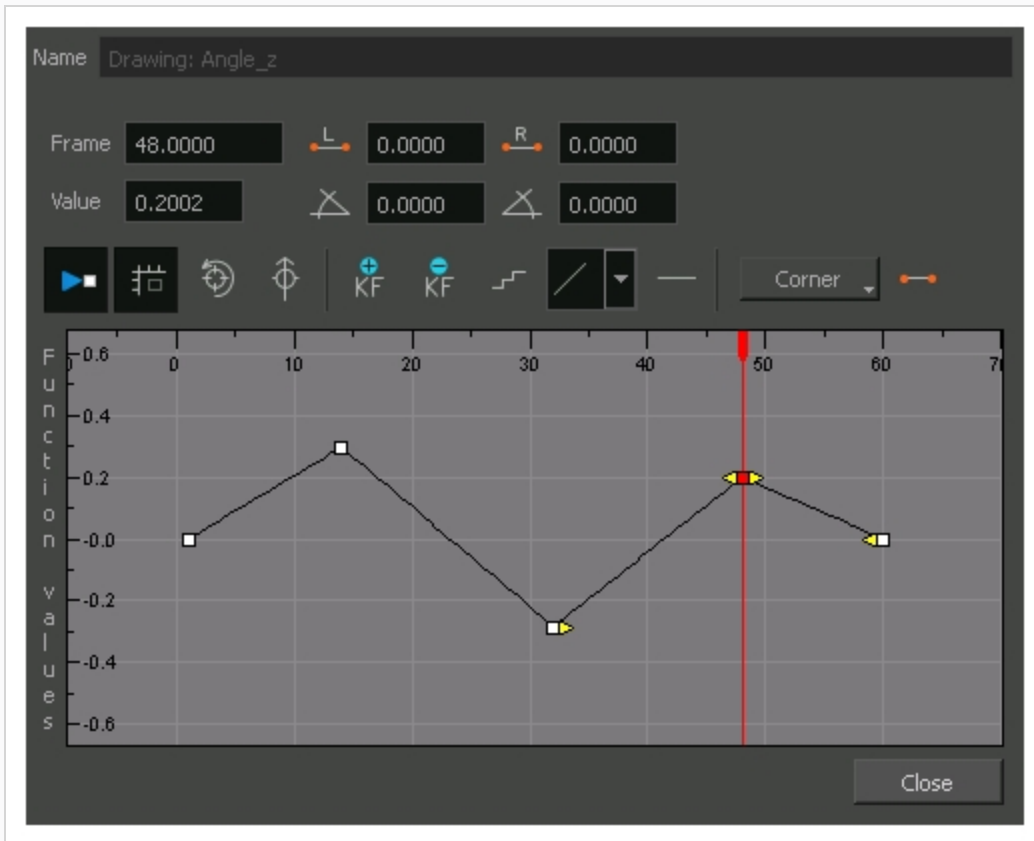 Name Drawing: Angle_z
Frame 48.0000 L 0.0000 R 0.0000
Value 0.2002 0.0000 0.0000
KF KF Corner
Function values
0 10 20 30 40 50 60
-0.6
-0.4
-0.2
-0.0
-0.2
-0.4
-0.6
Close